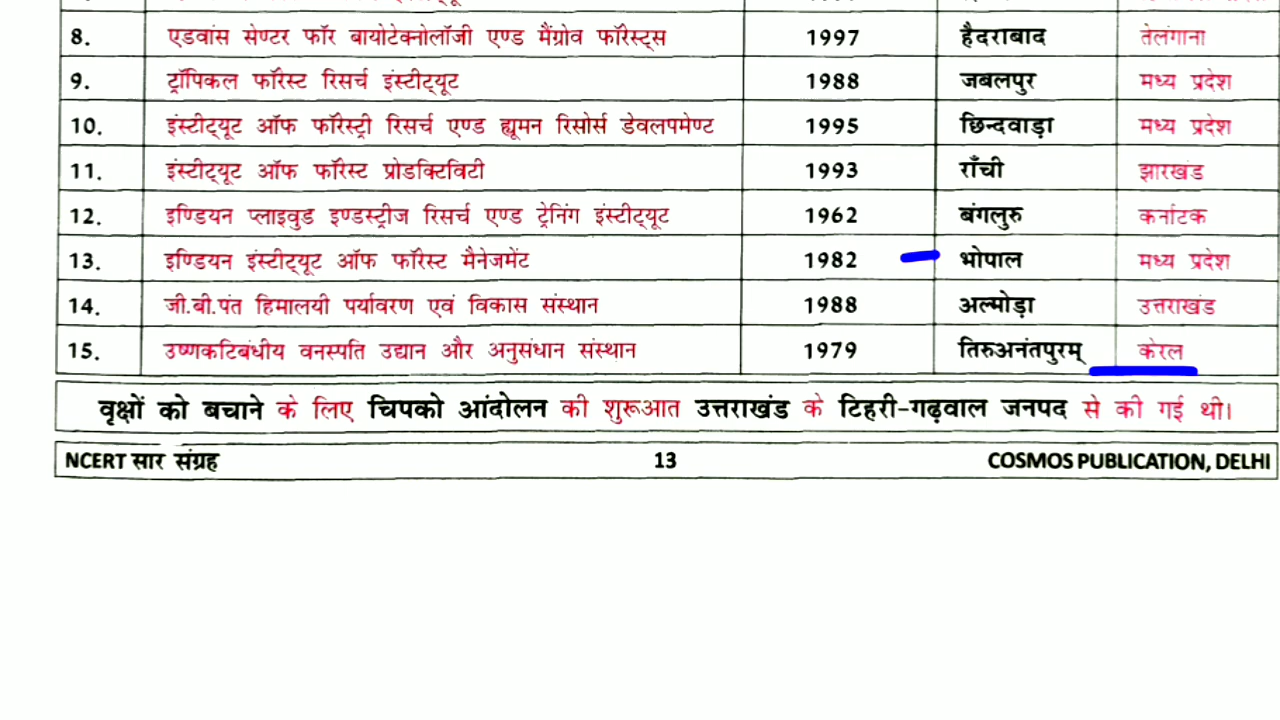 8. एडवांस सेण्टर फॉर बायोटेक्नोलॉजी एण्ड मैंग्रोव फॉरेस्ट्स 1997 हैदराबाद तेलंगाना
9. ट्रॉपिकल फॉरेस्ट रिसर्च इंस्टीट्यूट 1988 जबलपुर मध्य प्रदेश
10. इंस्टीट्यूट ऑफ फॉरेस्ट्री रिसर्च एण्ड ह्यूमन रिसोर्स डेवलपमेण्ट 1995 छिन्दवाड़ा मध्य प्रदेश
11. इंस्टीट्यूट ऑफ फॉरेस्ट प्रोडक्टिविटी 1993 राँची झारखंड
12. इण्डियन प्लाइवुड इण्डस्ट्रीज रिसर्च एण्ड ट्रेनिंग इंस्टीट्यूट 1962 बंगलुरु कर्नाटक
13. इण्डियन इंस्टीट्यूट ऑफ फॉरेस्ट मैनेजमेंट 1982 भोपाल मध्य प्रदेश
14. जी.बी.पंत हिमालयी पर्यावरण एवं विकास संस्थान 1988 अल्मोड़ा उत्तराखंड
15. उष्णकटिबंधीय वनस्पति उद्यान और अनुसंधान संस्थान 1979 तिरुअनंतपुरम् केरल
वृक्षों को बचाने के लिए चिपको आंदोलन की शुरूआत उत्तराखंड के टिहरी-गढ़वाल जनपद से की गई थी।
NCERT सार संग्रह 13 COSMOS PUBLICATION, DELHI